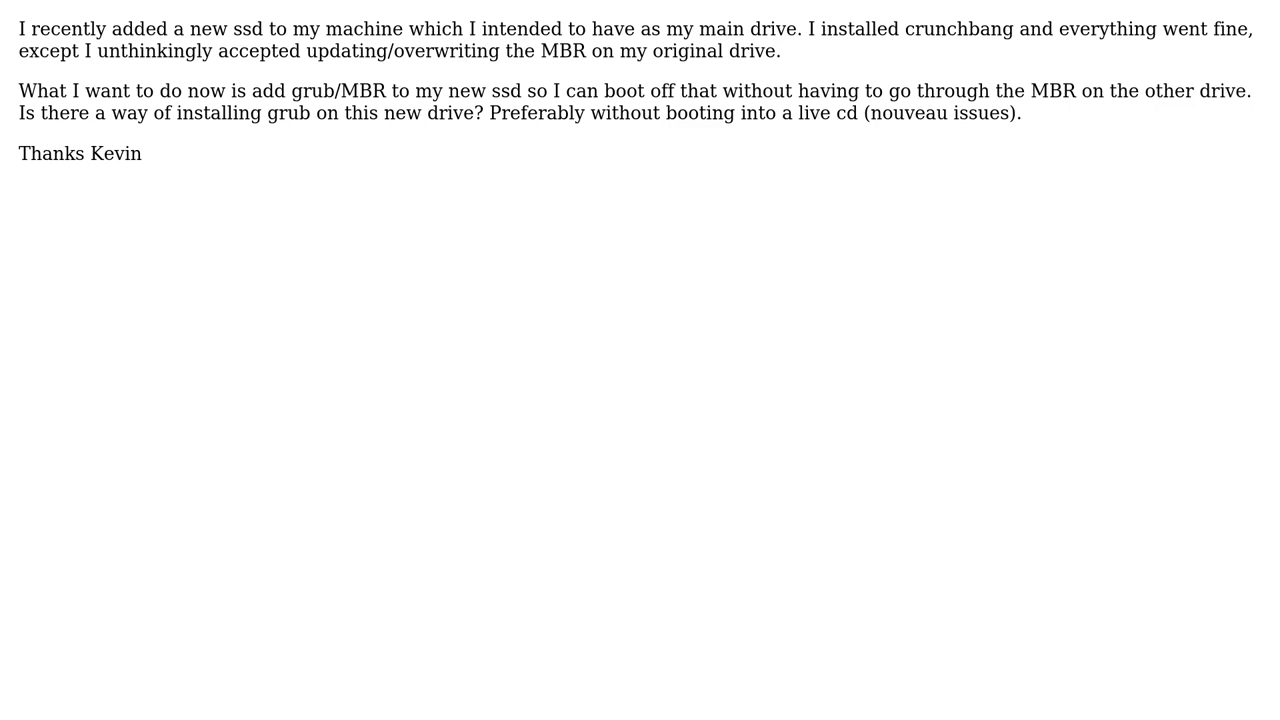 I recently added a new ssd to my machine which I intended to have as my main drive. I installed crunchbang and everything went fine,
except I unthinkingly accepted updating/overwriting the MBR on my original drive.
What I want to do now is add grub/MBR to my new ssd so I can boot off that without having to go through the MBR on the other drive.
Is there a way of installing grub on this new drive? Preferably without booting into a live cd (nouveau issues).
Thanks Kevin